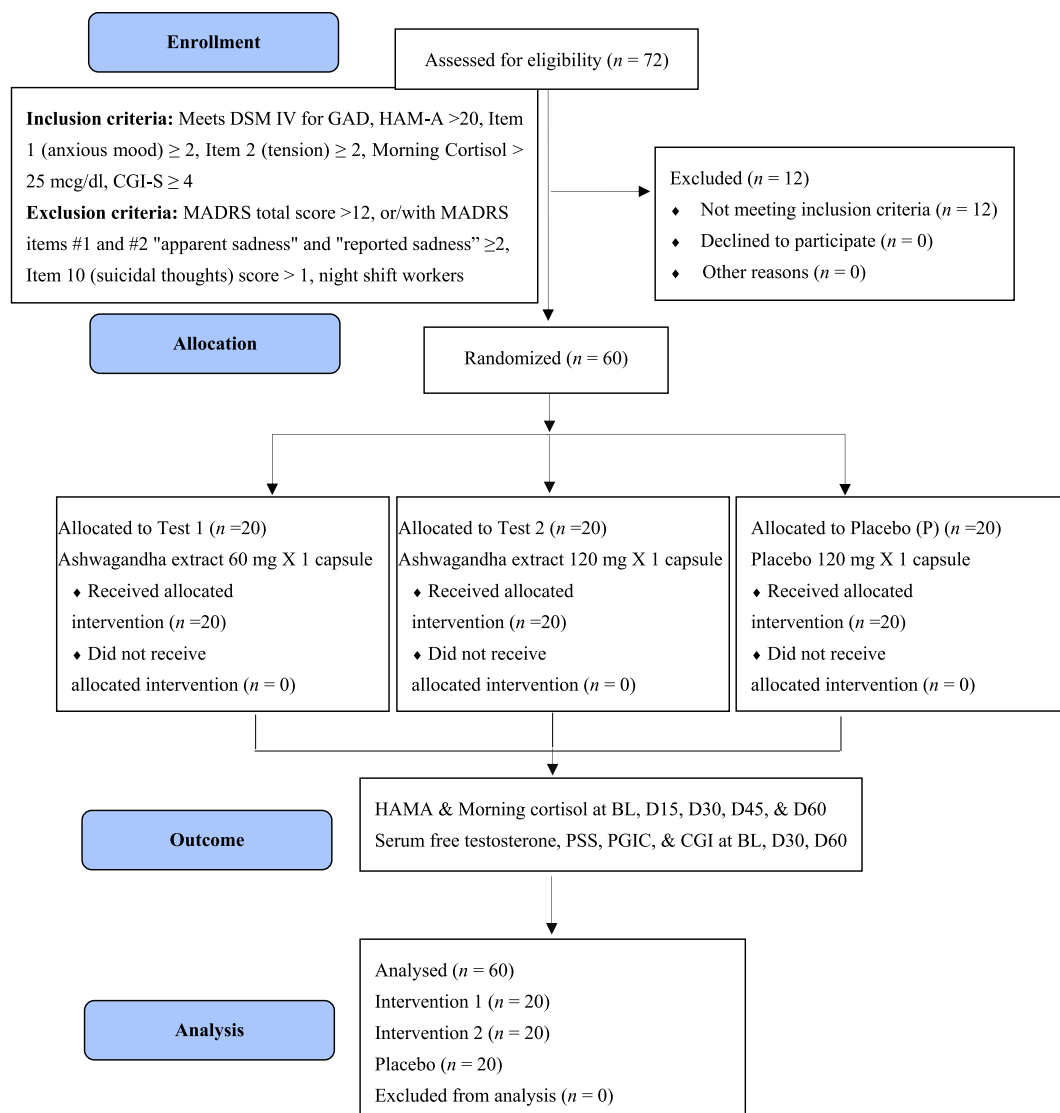 Enrollment
Assessed for eligibility (n = 72)
Inclusion criteria: Meets DSM IV for GAD, HAM-A >20, Item
1 (anxious mood) ≥ 2, Item 2 (tension) ≥ 2, Morning Cortisol >
25 mcg/dl, CGI-S ≥ 4
Exclusion criteria: MADRS total score >12, or/with MADRS
items #1 and #2 "apparent sadness" and "reported sadness” ≥2,
Item 10 (suicidal thoughts) score > 1, night shift workers
Excluded (n = 12)
♦ Not meeting inclusion criteria (n = 12)
♦ Declined to participate (n = 0)
♦ Other reasons (n = 0)
Allocation
Randomized (n = 60)
Allocated to Test 1 (n =20)
Ashwagandha extract 60 mg X 1 capsule
♦ Received allocated
intervention (n =20)
♦ Did not receive
allocated intervention (n = 0)
Allocated to Test 2 (n =20)
Ashwagandha extract 120 mg X 1 capsule
♦ Received allocated
intervention (n =20)
♦ Did not receive
allocated intervention (n = 0)
Allocated to Placebo (P) (n =20)
Placebo 120 mg X 1 capsule
♦ Received allocated
intervention (n =20)
♦ Did not receive
allocated intervention (n = 0)
Outcome
HAMA & Morning cortisol at BL, D15, D30, D45, & D60
Serum free testosterone, PSS, PGIC, & CGI at BL, D30, D60
Analysis
Analysed (n = 60)
Intervention 1 (n = 20)
Intervention 2 (n = 20)
Placebo (n = 20)
Excluded from analysis (n = 0)